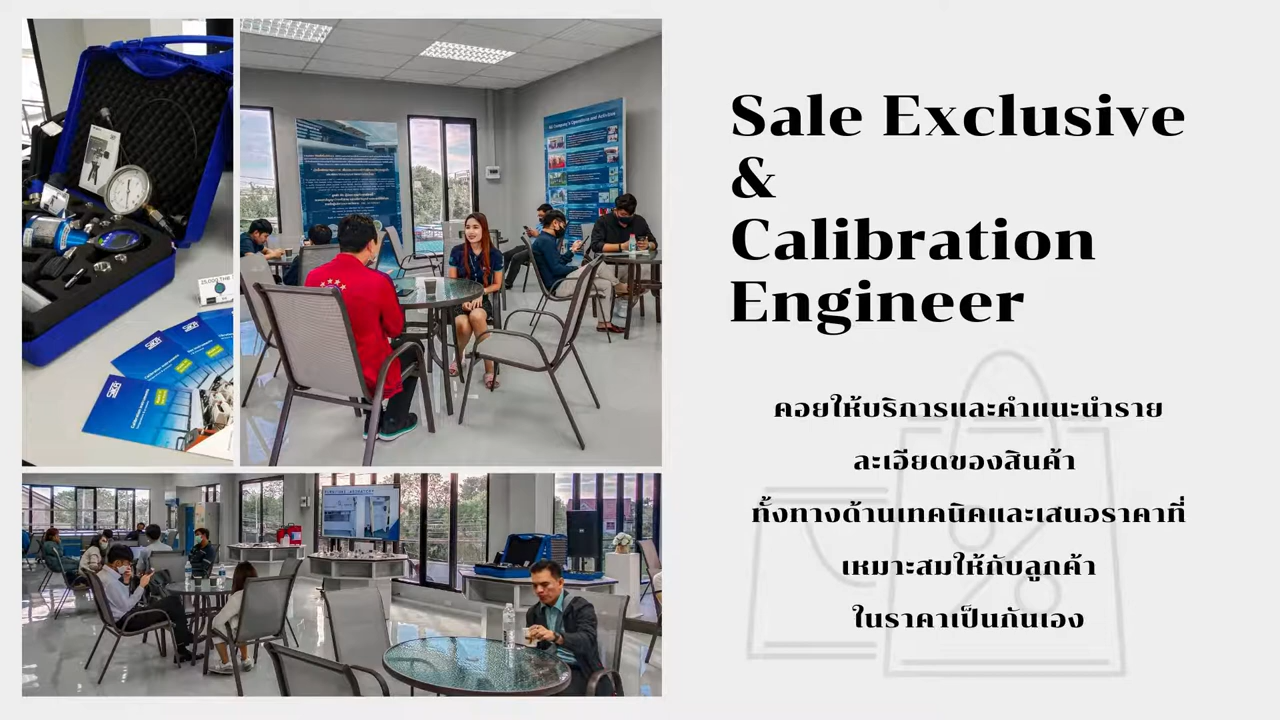 Sale Exclusive
&
Calibration
Engineer
คอยให้บริการและคำแนะนำราย
ละเอียดของสินค้า
ทั้งทางด้านเทคนิคและเสนอราคาที่
เหมาะสมให้กับลูกค้า
ในราคาเป็นกันเอง
SIKA
SIKA